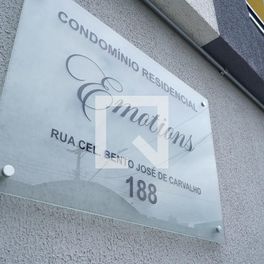 CONDOMÍNIO RESIDENCIAL
Emotions
RUA CEL. BENTO JOSÉ DE CARVALHO
188